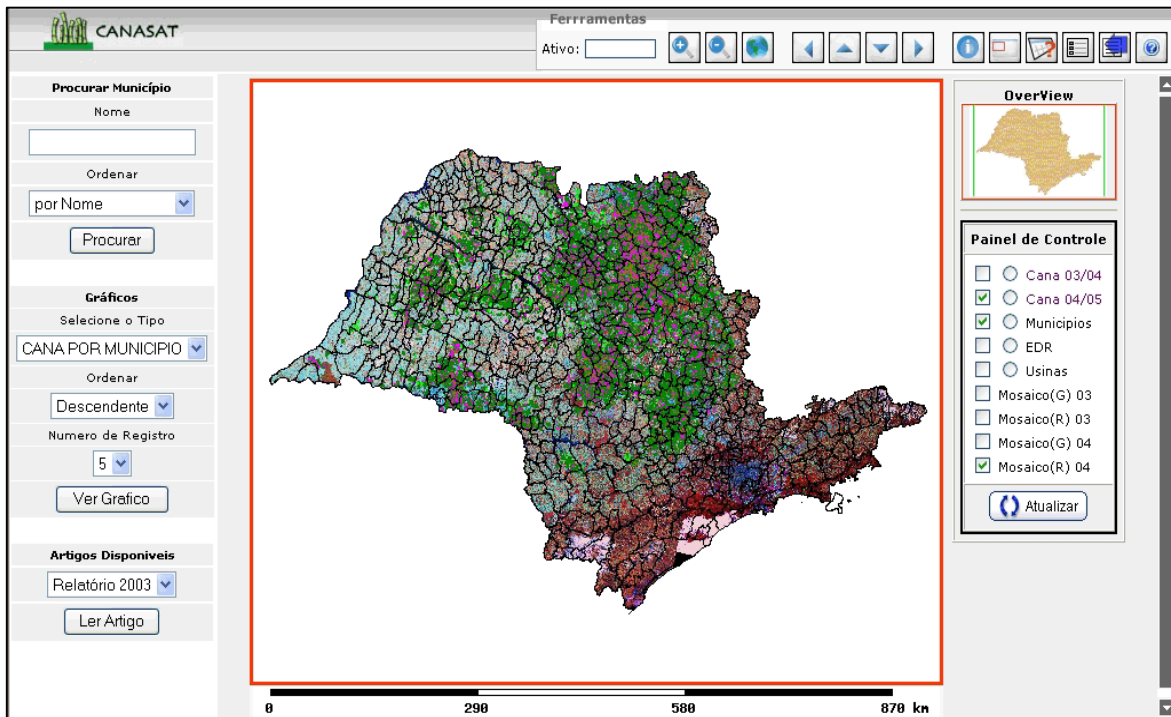 CANASAT
Ferrramentas
Ativo:
Procurar Município
Nome
Ordenar
por Nome
Procurar
Gráficos
Selecione o Tipo
CANA POR MUNICIPIO
Ordenar
Descendente
Numero de Registro
5
Ver Grafico
Artigos Disponiveis
Relatório 2003
Ler Artigo
0 290 580 870 km
OverView
Painel de Controle
Cana 03/04
Cana 04/05
Municipios
EDR
Usinas
Mosaico(G) 03
Mosaico(R) 03
Mosaico(G) 04
Mosaico(R) 04
Atualizar